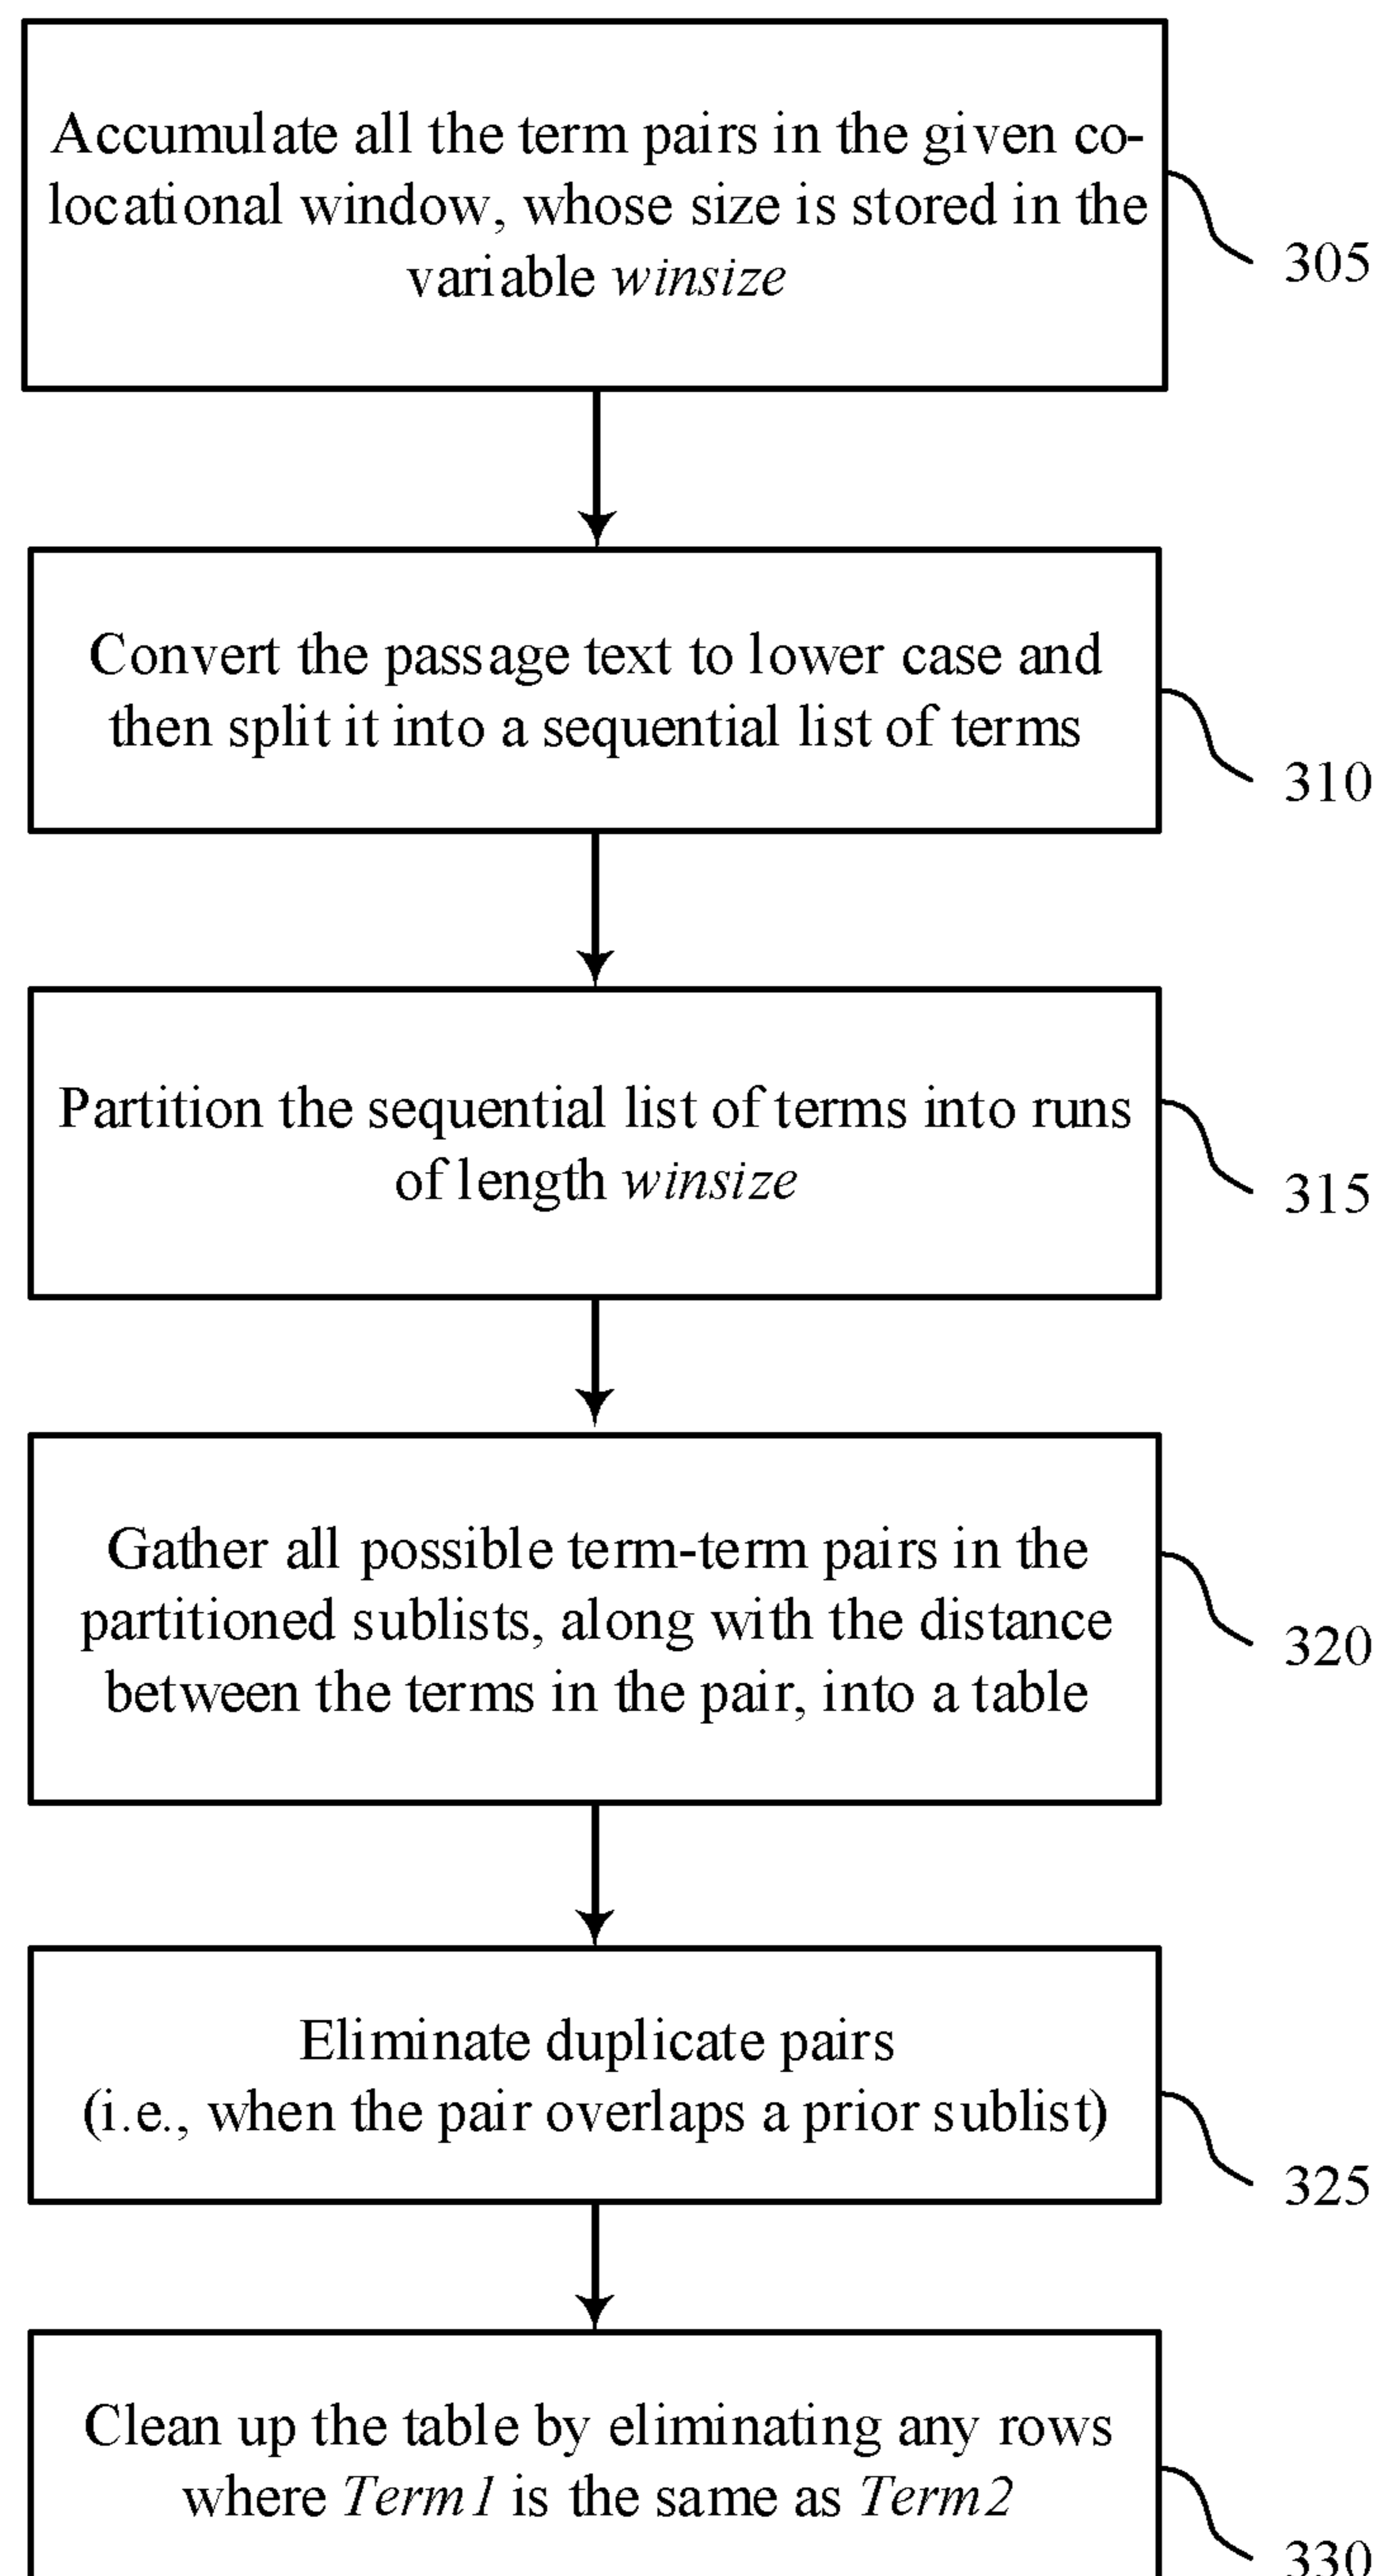 Accumulate all the term pairs in the given co-
locational window, whose size is stored in the
variable winsize
305
Convert the passage text to lower case and
then split it into a sequential list of terms
310
Partition the sequential list of terms into runs
of length winsize
315
Gather all possible term-term pairs in the
partitioned sublists, along with the distance
between the terms in the pair, into a table
320
Eliminate duplicate pairs
(i.e., when the pair overlaps a prior sublist)
325
Clean up the table by eliminating any rows
where Term1 is the same as Term2
330